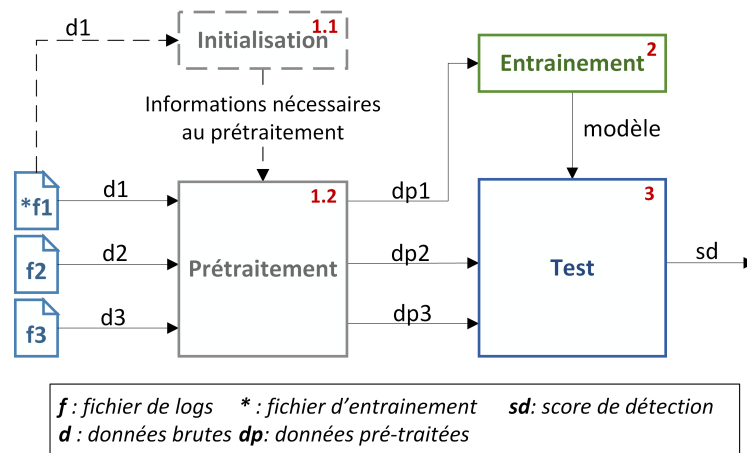 d1
Initialisation
1.1
2
Entrainement
Informations nécessaires
au prétraitement
modèle
*f1
d1
1.2
dp1
3
f2
d2
Prétraitement
dp2
Test
sd
f3
d3
dp3
f : fichier de logs * : fichier d'entrainement sd: score de détection
d : données brutes dp: données pré-traitées